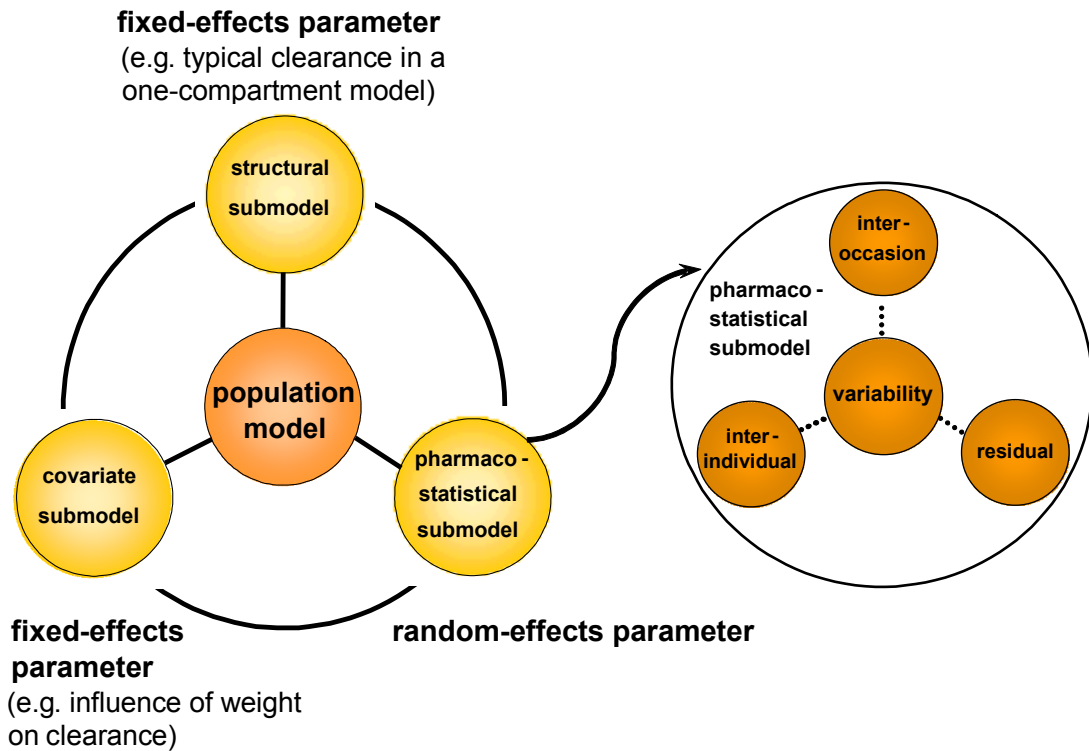 fixed-effects parameter
(e.g. typical clearance in a
one-compartment model)
structural
submodel
population
model
covariate
submodel
pharmaco -
statistical
submodel
fixed-effects
parameter
(e.g. influence of weight
on clearance)
random-effects parameter
pharmaco -
statistical
submodel
inter -
occasion
variability
inter -
individual
residual